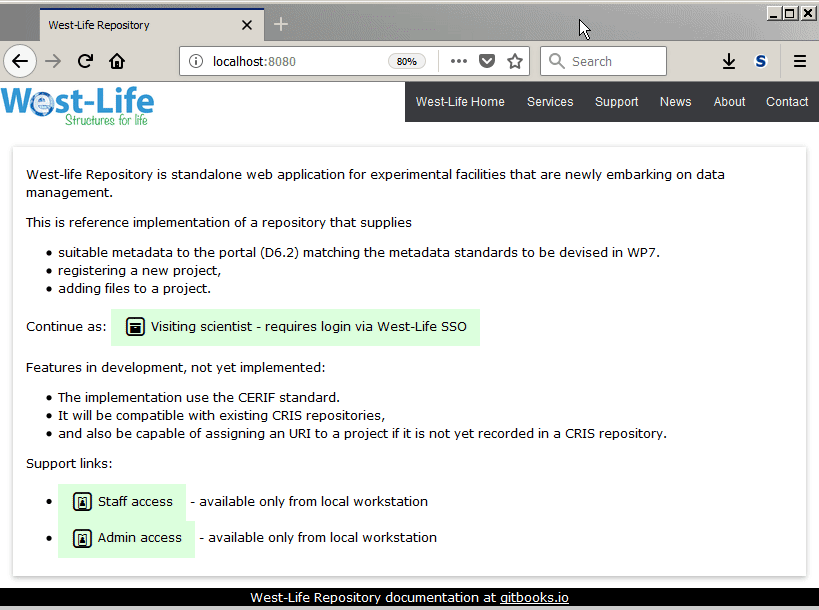 West-Life Repository
localhost:8080
80%
Search
West-Life
Structures for life
West-Life Home Services Support News About Contact
West-life Repository is standalone web application for experimental facilities that are newly embarking on data
management.
This is reference implementation of a repository that supplies
• suitable metadata to the portal (D6.2) matching the metadata standards to be devised in WP7.
• registering a new project,
• adding files to a project.
Continue as: Visiting scientist - requires login via West-Life SSO
Features in development, not yet implemented:
• The implementation use the CERIF standard.
• It will be compatible with existing CRIS repositories,
• and also be capable of assigning an URI to a project if it is not yet recorded in a CRIS repository.
Support links:
• Staff access - available only from local workstation
• Admin access - available only from local workstation
West-Life Repository documentation at gitbooks.io